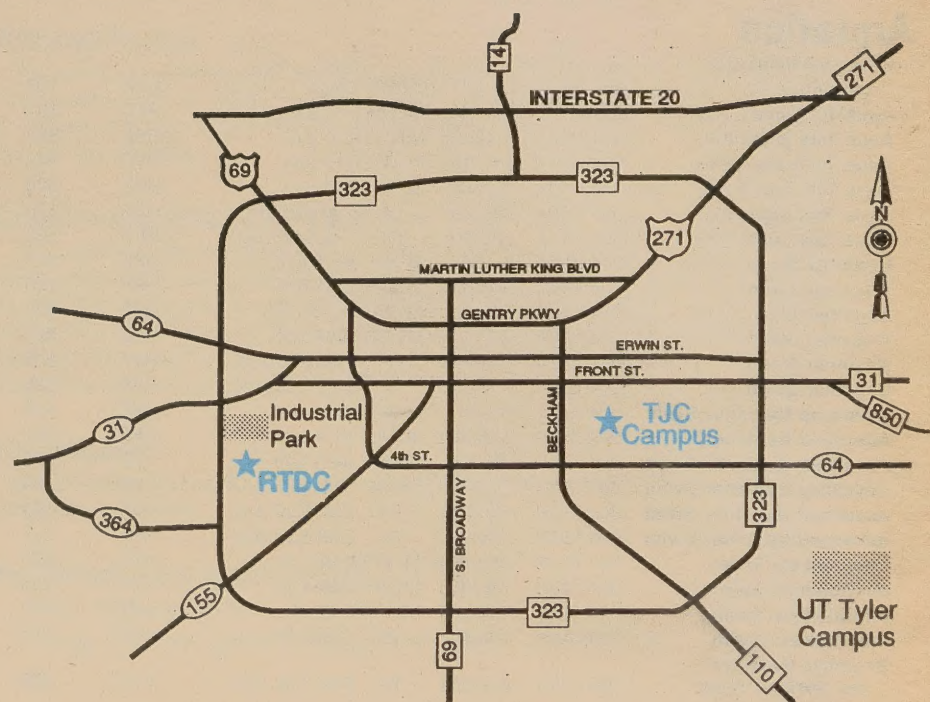 14
271
INTERSTATE 20
69
323
323
N
271
MARTIN LUTHER KING BLVD
GENTRY PKWY
64
ERWIN ST.
FRONT ST.
31
850
Industrial
Park
BECKHAM
TJC
Campus
31
4th ST.
64
RTDC
S. BROADWAY
323
364
155
323
UT Tyler
Campus
69
110